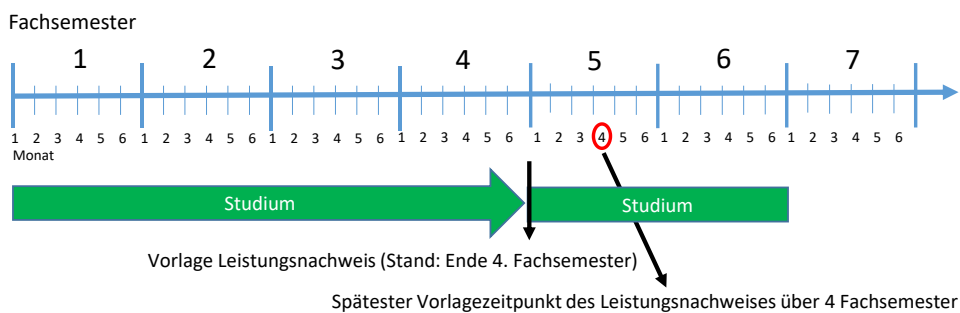 Fachsemester
1 2 3 4 5 6 7
1 2 3 4 5 6 1 2 3 4 5 6 1 2 3 4 5 6 1 2 3 4 5 6 1 2 3 4 5 6 1 2 3 4 5 6 1 2 3 4 5 6
Monat
Studium Studium
Vorlage Leistungsnachweis (Stand: Ende 4. Fachsemester)
Spätester Vorlagezeitpunkt des Leistungsnachweises über 4 Fachsemester